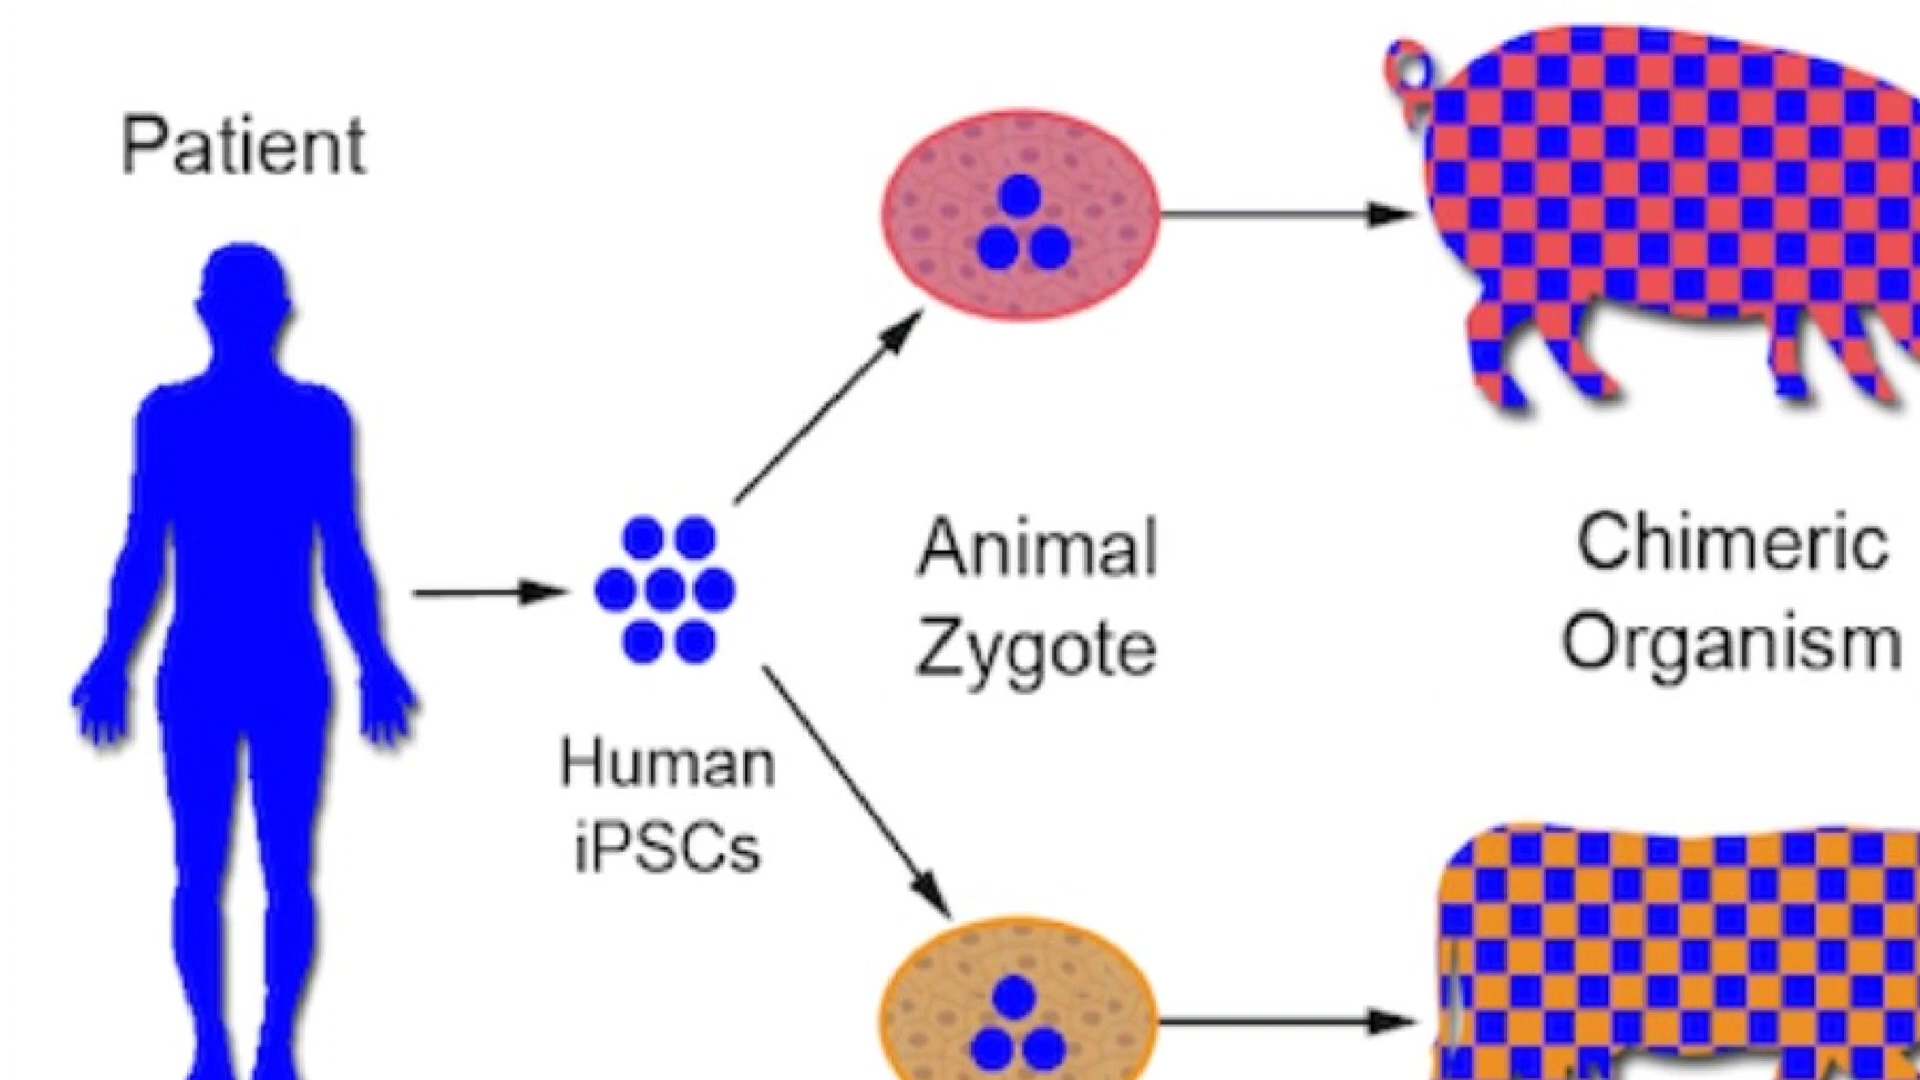 Patient
Human
iPSCs
Animal
Zygote
Chimeric
Organism